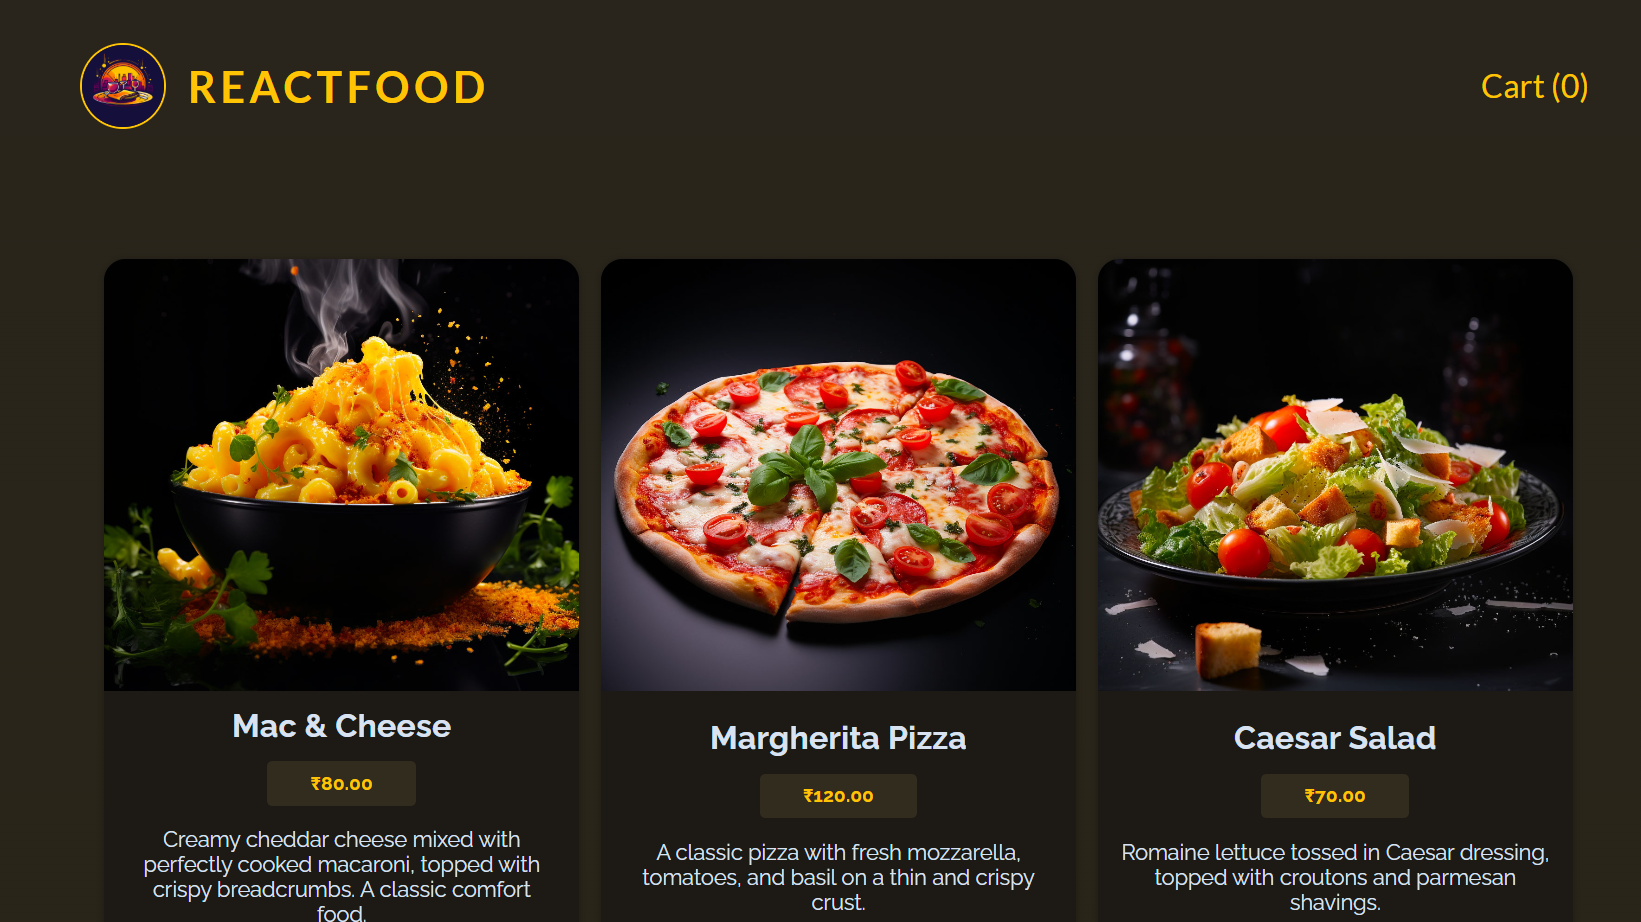 REACTFOOD
Cart (0)
Mac & Cheese
₹80.00
Creamy cheddar cheese mixed with
perfectly cooked macaroni, topped with
crispy breadcrumbs. A classic comfort
food.
Margherita Pizza
₹120.00
A classic pizza with fresh mozzarella,
tomatoes, and basil on a thin and crispy
crust.
Caesar Salad
₹70.00
Romaine lettuce tossed in Caesar dressing,
topped with croutons and parmesan
shavings.